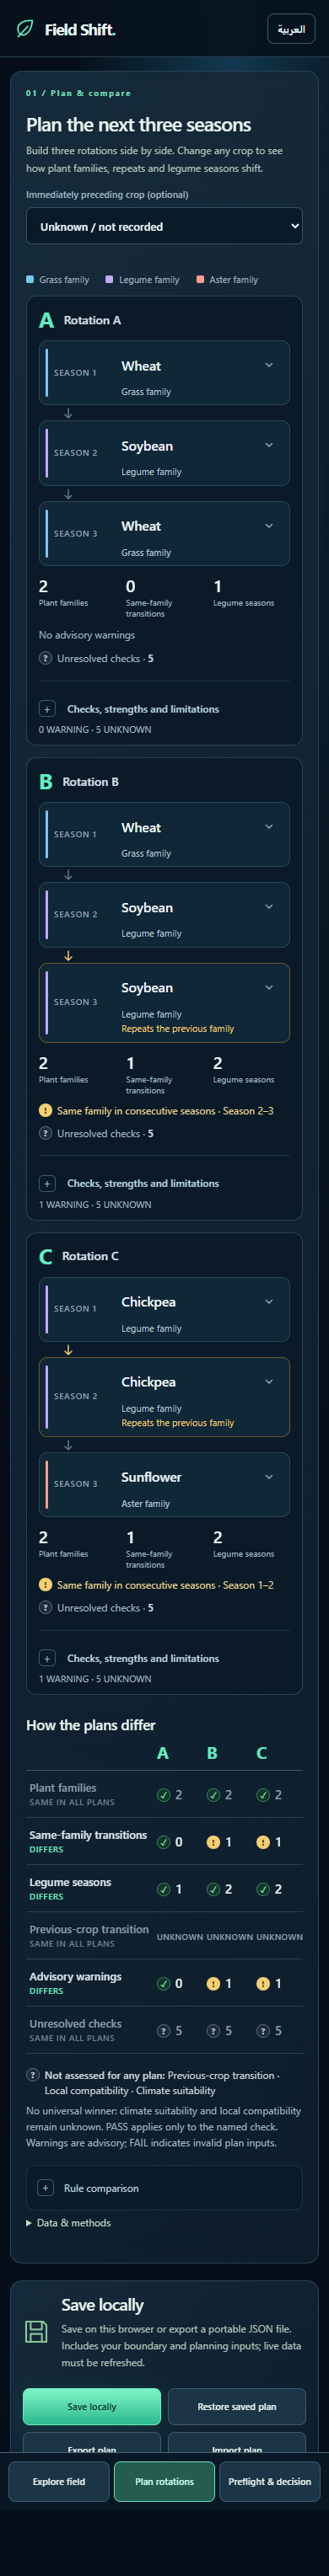 Field Shift.
العربية
01 / Plan & compare
Plan the next three seasons
Build three rotations side by side. Change any crop to see
how plant families, repeats and legume seasons shift.
Immediately preceding crop (optional)
Unknown / not recorded
Grass family Legume family Aster family
A Rotation A
SEASON 1 Wheat
Grass family
SEASON 2 Soybean
Legume family
SEASON 3 Wheat
Grass family
2 0 1
Plant families Same-family Legume seasons
transitions
No advisory warnings
? Unresolved checks · 5
+ Checks, strengths and limitations
0 WARNING · 5 UNKNOWN
B Rotation B
SEASON 1 Wheat
Grass family
SEASON 2 Soybean
Legume family
SEASON 3 Soybean
Legume family
Repeats the previous family
2 1 2
Plant families Same-family Legume seasons
transitions
! Same family in consecutive seasons · Season 2–3
? Unresolved checks · 5
+ Checks, strengths and limitations
1 WARNING · 5 UNKNOWN
C Rotation C
SEASON 1 Chickpea
Legume family
SEASON 2 Chickpea
Legume family
Repeats the previous family
SEASON 3 Sunflower
Aster family
2 1 2
Plant families Same-family Legume seasons
transitions
! Same family in consecutive seasons · Season 1–2
? Unresolved checks · 5
+ Checks, strengths and limitations
1 WARNING · 5 UNKNOWN
How the plans differ
A B C
Plant families ✓ 2 ✓ 2 ✓ 2
SAME IN ALL PLANS
Same-family transitions ✓ 0 ! 1 ! 1
DIFFERS
Legume seasons ✓ 1 ✓ 2 ✓ 2
DIFFERS
Previous-crop transition UNKNOWN UNKNOWN UNKNOWN
SAME IN ALL PLANS
Advisory warnings ✓ 0 ! 1 ! 1
DIFFERS
Unresolved checks ? 5 ? 5 ? 5
SAME IN ALL PLANS
? Not assessed for any plan: Previous-crop transition ·
Local compatibility · Climate suitability
No universal winner: climate suitability and local compatibility
remain unknown. PASS applies only to the named check.
Warnings are advisory; FAIL indicates invalid plan inputs.
+ Rule comparison
Data & methods
Save locally
Save on this browser or export a portable JSON file.
Includes your boundary and planning inputs; live data
must be refreshed.
Save locally Restore saved plan
Export plan Import plan
Explore field Plan rotations Preflight & decision